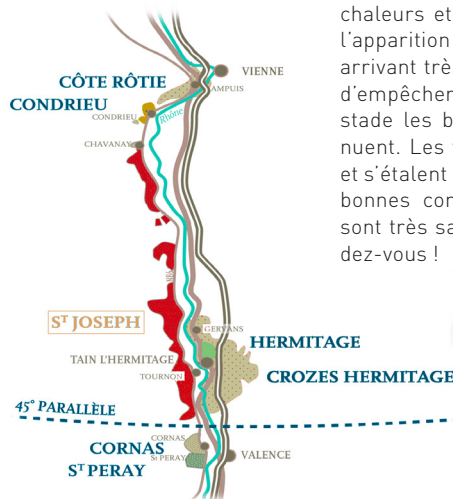 chaleurs et
l’apparition
arrivant trè
d’empêcher
stade les b
nuent. Les
et s’étalent
bonnes con
sont très sa
dez-vous !
VIENNE
CÔTE RÔTIE
AMPUIS
CONDRIEU
CONDRIEU
Rhône
CHAVANAY
Sᵀ JOSEPH
GERVANS
HERMITAGE
TAIN L'HERMITAGE
TOURNON
CROZES HERMITAGE
45° PARALLÈLE
CORNAS
CORNAS
Sᵀ PERAY
Sᵗ PERAY
VALENCE